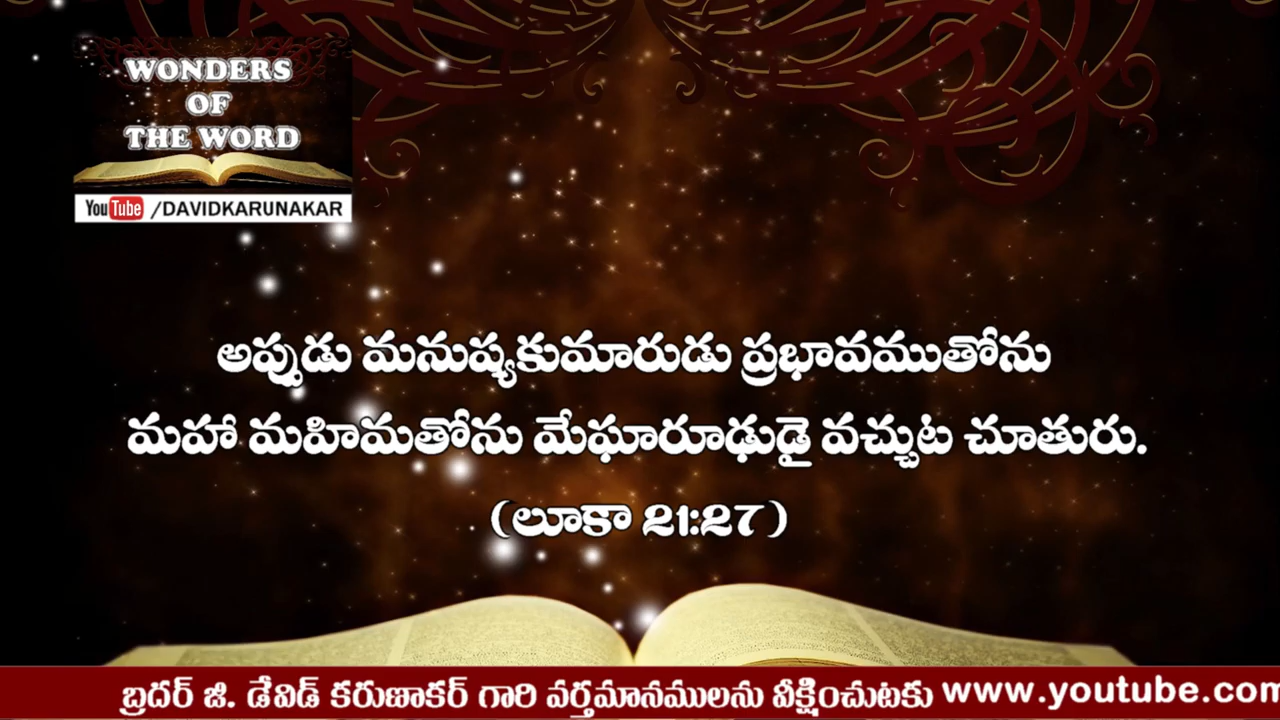 WONDERS
OF
THE WORD
YouTube /DAVIDKARUNAKAR
అప్పుడు మనుష్యకుమారుడు ప్రభావముతోను
మహా మహిమతోను మేఘారూఢుడై వచ్చుట చూతురు.
(లూకా 21:27)
బ్రదర్ జి. డేవిడ్ కరుణాకర్ గారి వర్తమానములను వీక్షించుటకు www.youtube.com